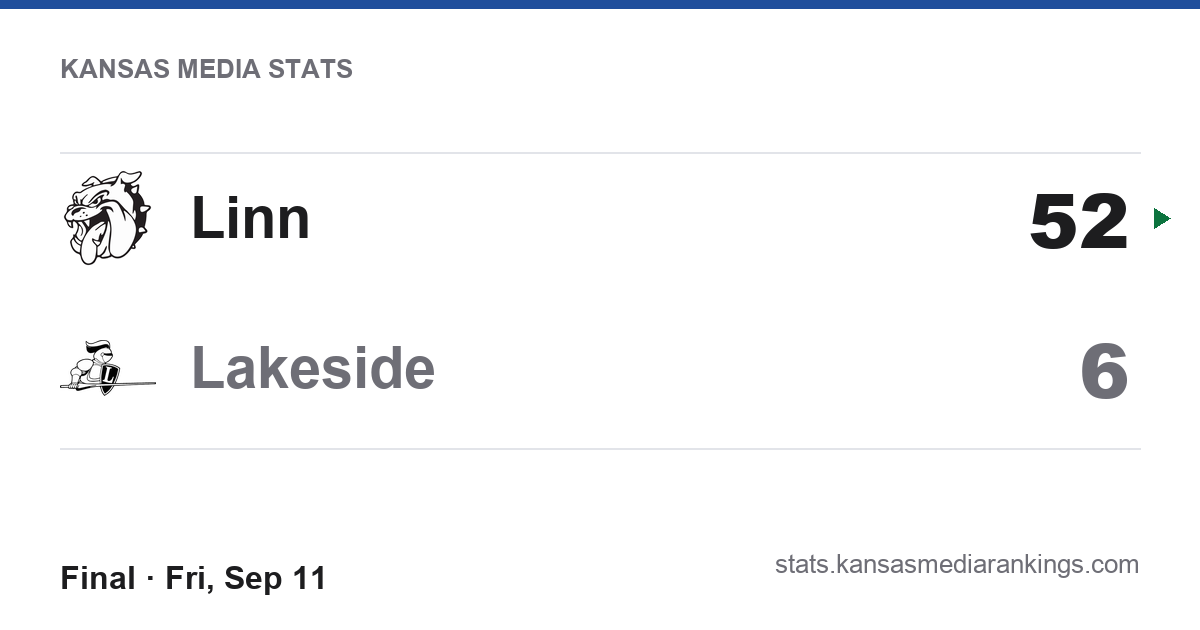 KANSAS MEDIA STATS
Linn 52
Lakeside 6
L
Final · Fri, Sep 11
stats.kansasmediarankings.com